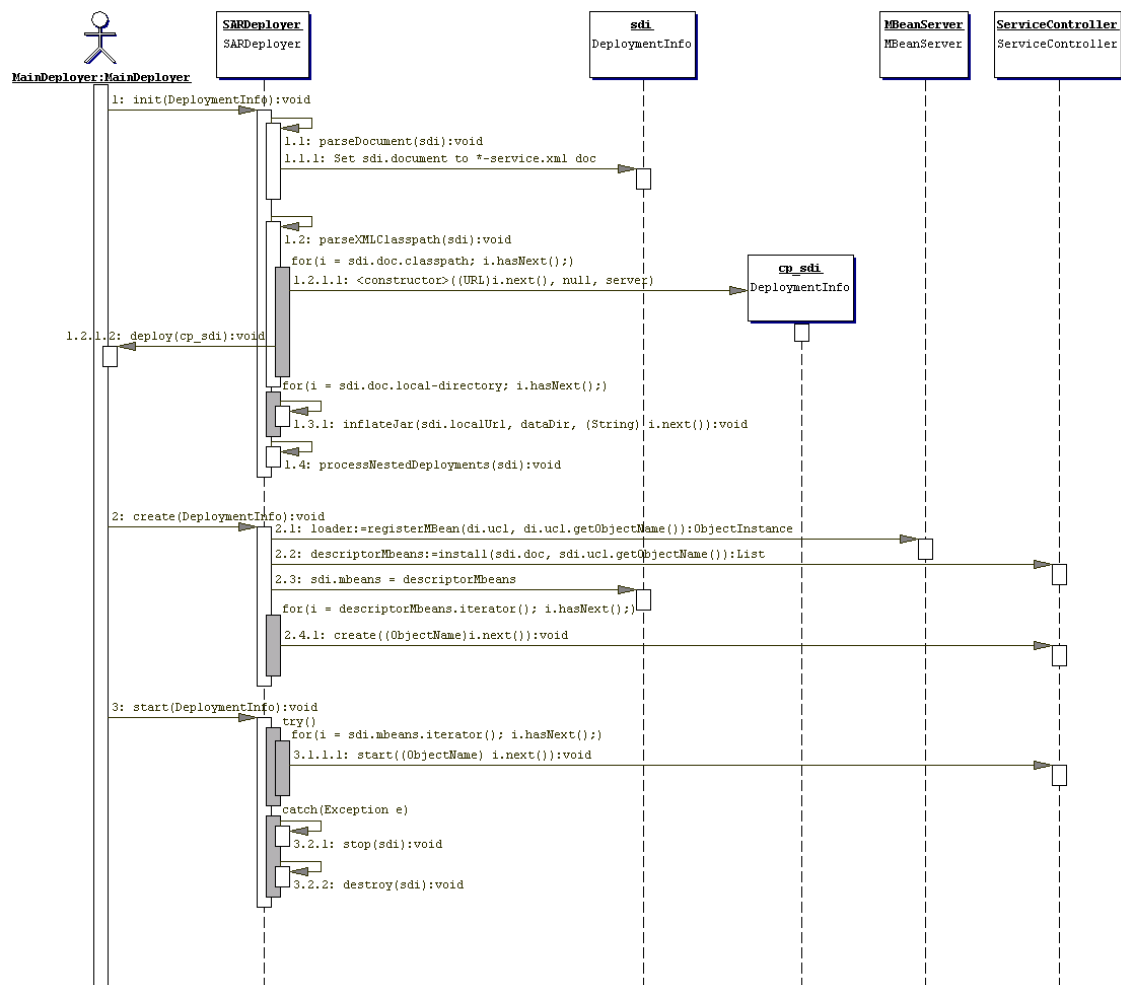 SARDeployer
SARDeployer
sdi
DeploymentInfo
MBeanServer
MBeanServer
ServiceController
ServiceController
MainDeployer:MainDeployer
1: init(DeploymentInfo):void
1.1: parseDocument(sdi):void
1.1.1: Set sdi.document to *-service.xml doc
1.2: parseXMLClasspath(sdi):void
for(i = sdi.doc.classpath; i.hasNext();)
cp_sdi
1.2.1.1: <constructor>((URL)i.next(), null, server)
DeploymentInfo
1.2.1.2: deploy(cp_sdi):void
for(i = sdi.doc.local-directory; i.hasNext();)
1.3.1: inflateJar(sdi.localUrl, dataDir, (String) i.next()):void
1.4: processNestedDeployments(sdi):void
2: create(DeploymentInfo):void
2.1: loader:=registerMBean(di.ucl, di.ucl.getObjectName()):ObjectInstance
2.2: descriptorMbeans:=install(sdi.doc, sdi.ucl.getObjectName()):List
2.3: sdi.mbeans = descriptorMbeans
for(i = descriptorMbeans.iterator(); i.hasNext();)
2.4.1: create((ObjectName)i.next()):void
3: start(DeploymentInfo):void
try()
for(i = sdi.mbeans.iterator(); i.hasNext();)
3.1.1.1: start((ObjectName) i.next()):void
catch(Exception e)
3.2.1: stop(sdi):void
3.2.2: destroy(sdi):void